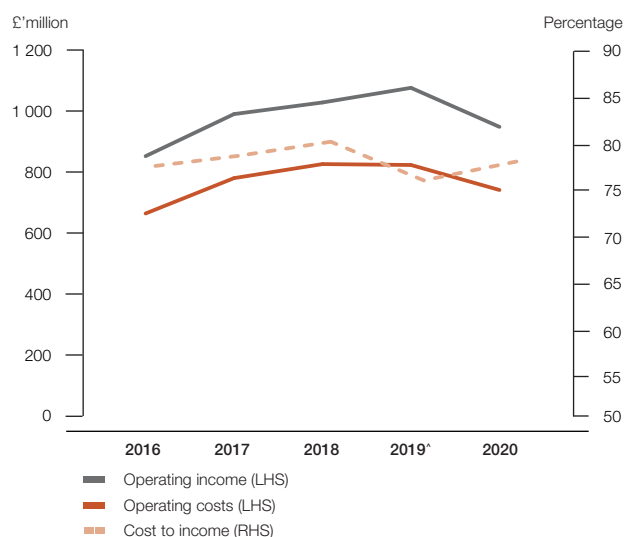 £'million Percentage
1 200 90
1 000 85
800 80
600 75
400 70
200 65
0 60
55
50
2016 2017 2018 2019^ 2020
Operating income (LHS)
Operating costs (LHS)
Cost to income (RHS)